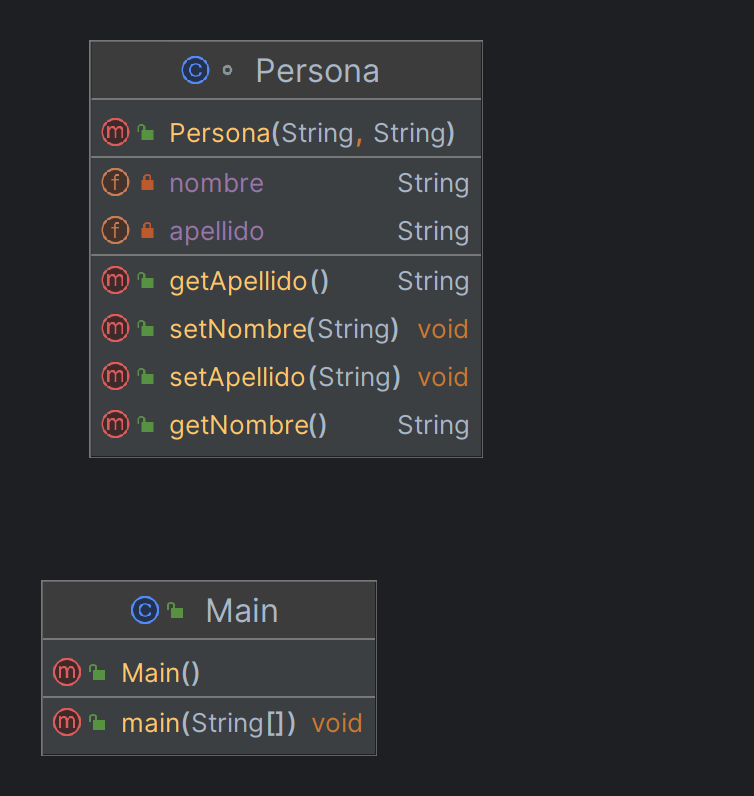 Persona
Persona(String, String)
nombre String
apellido String
getApellido() String
setNombre(String) void
setApellido(String) void
getNombre() String
Main
Main()
main(String[]) void